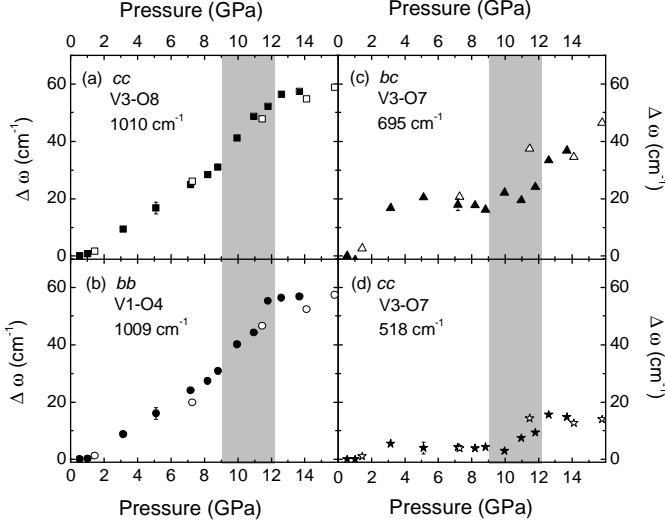 Pressure (GPa) Pressure (GPa)
0 2 4 6 8 10 12 14 0 2 4 6 8 10 12 14
(a) cc
V3-O8
1010 cm⁻¹
(c) bc
V3-O7
695 cm⁻¹
60
40
20
0
Δ ω (cm⁻¹)
60
40
20
0
Δ ω (cm⁻¹)
(b) bb
V1-O4
1009 cm⁻¹
(d) cc
V3-O7
518 cm⁻¹
60
40
20
0
Δ ω (cm⁻¹)
60
40
20
0
Δ ω (cm⁻¹)
0 2 4 6 8 10 12 14 0 2 4 6 8 10 12 14
Pressure (GPa) Pressure (GPa)